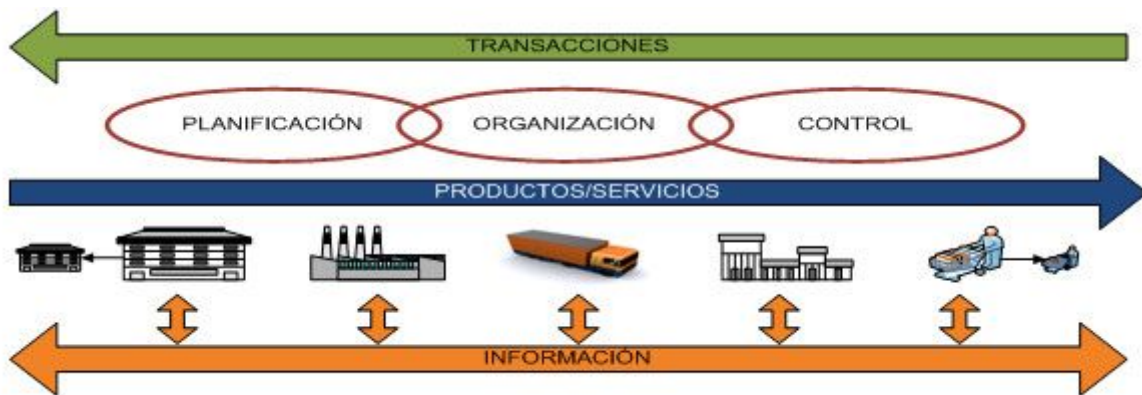 TRANSACCIONES
PLANIFICACIÓN
ORGANIZACIÓN
CONTROL
PRODUCTOS/SERVICIOS
INFORMACIÓN